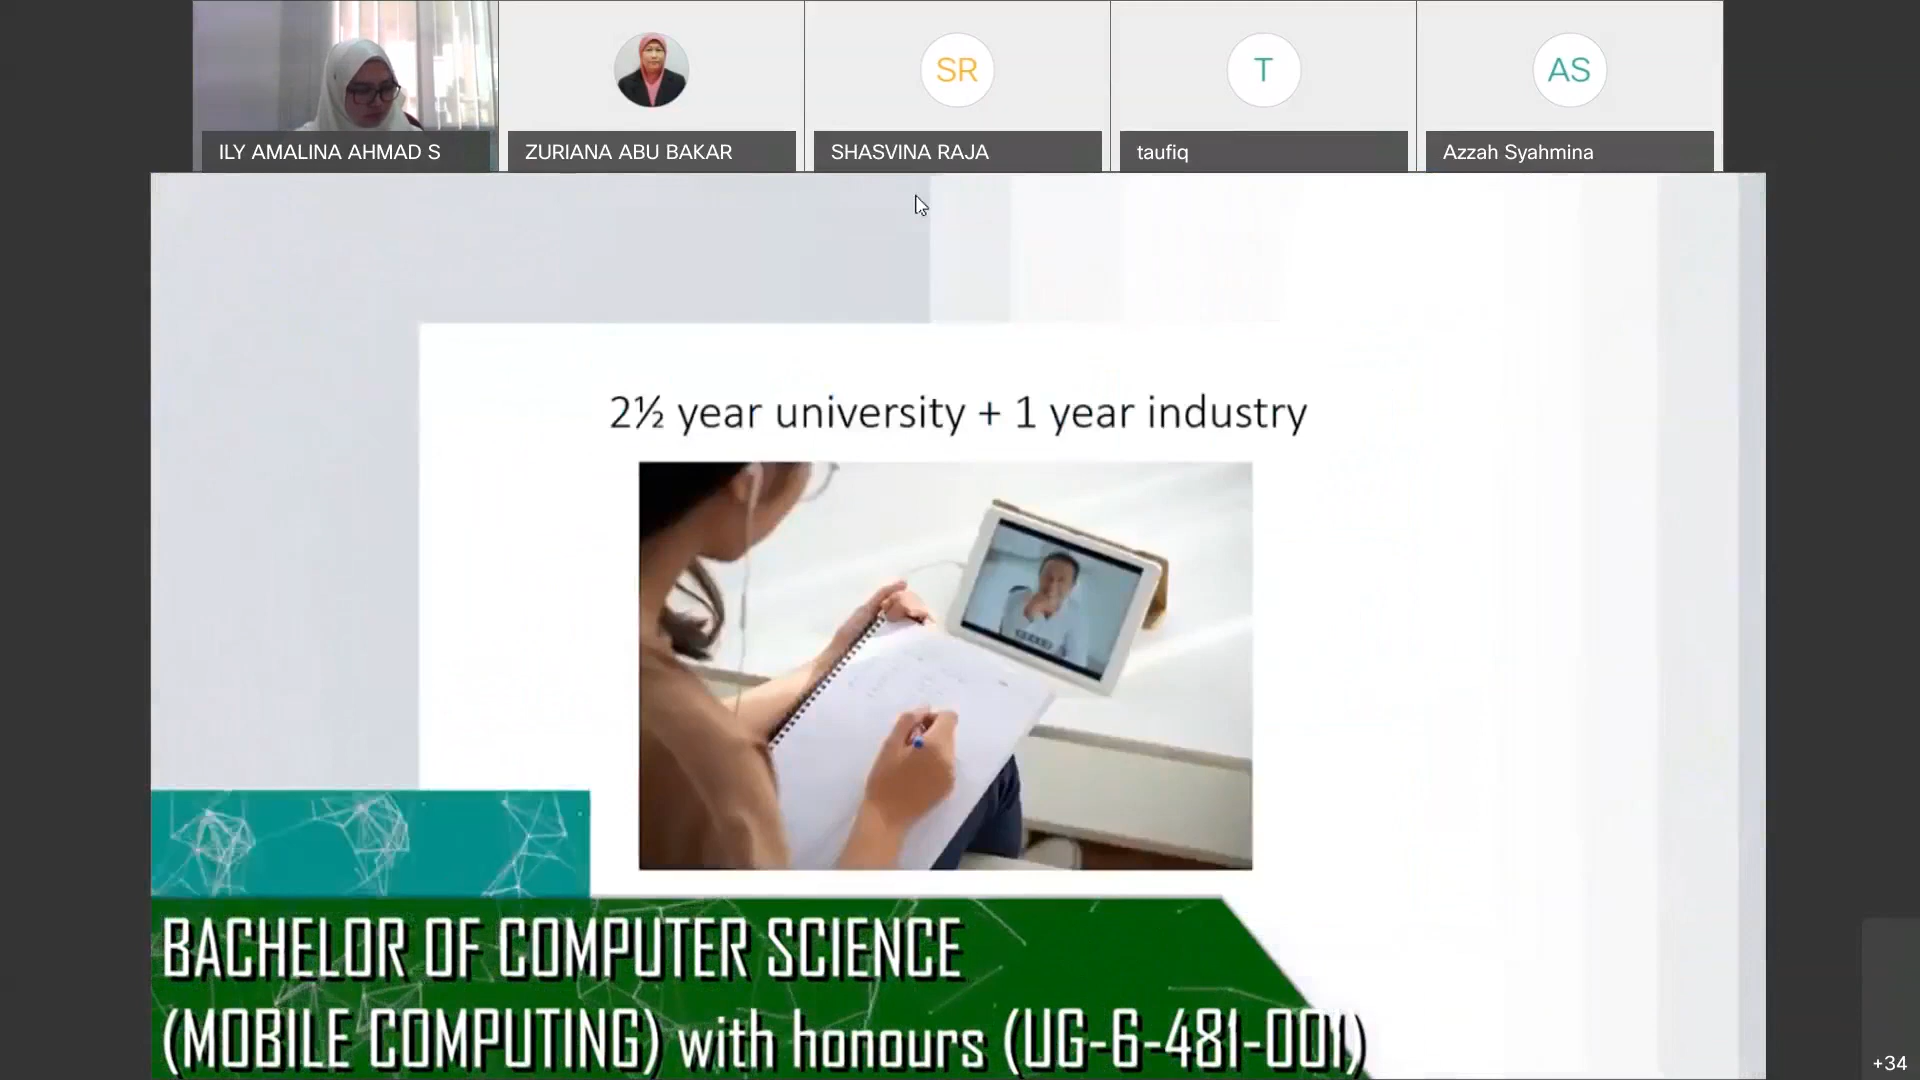 SR
T
AS
ILY AMALINA AHMAD S
ZURIANA ABU BAKAR
SHASVINA RAJA
taufiq
Azzah Syahmina
2½ year university + 1 year industry
BACHELOR OF COMPUTER SCIENCE
(MOBILE COMPUTING) with honours (UG-6-481-001)
+34